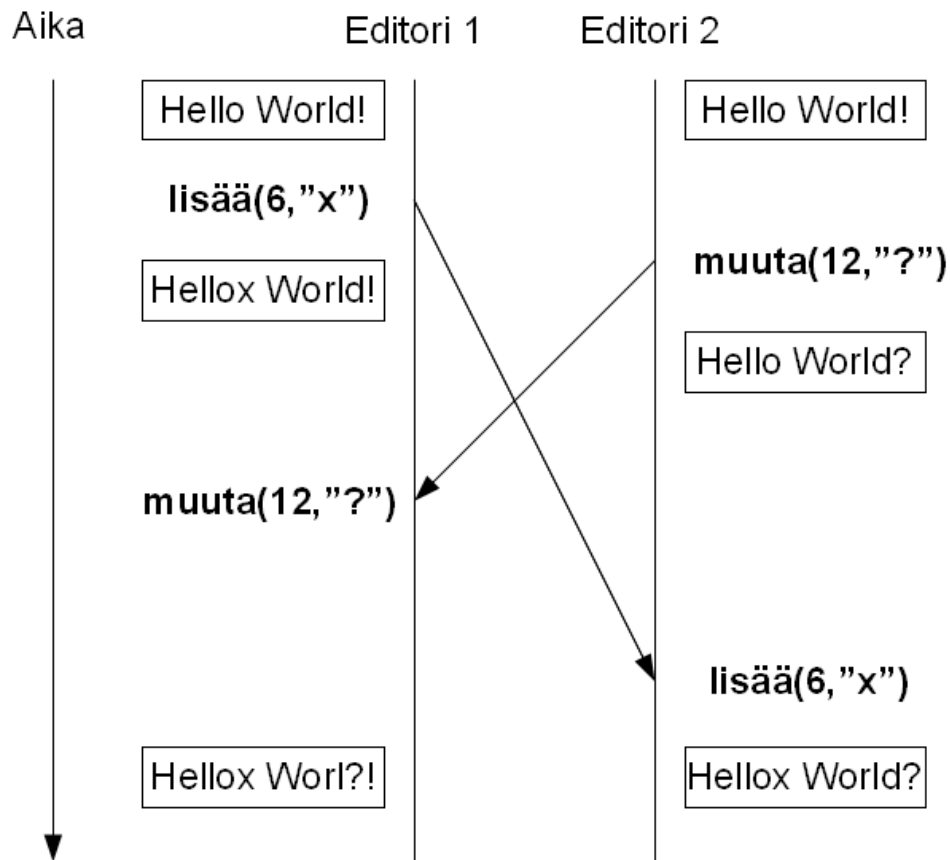 Aika Editori 1 Editori 2
Hello World! Hello World!
lisää(6,”x”)
muuta(12,”?”)
Hellox World!
Hello World?
muuta(12,”?”)
lisää(6,”x”)
Hellox Worl?! Hellox World?